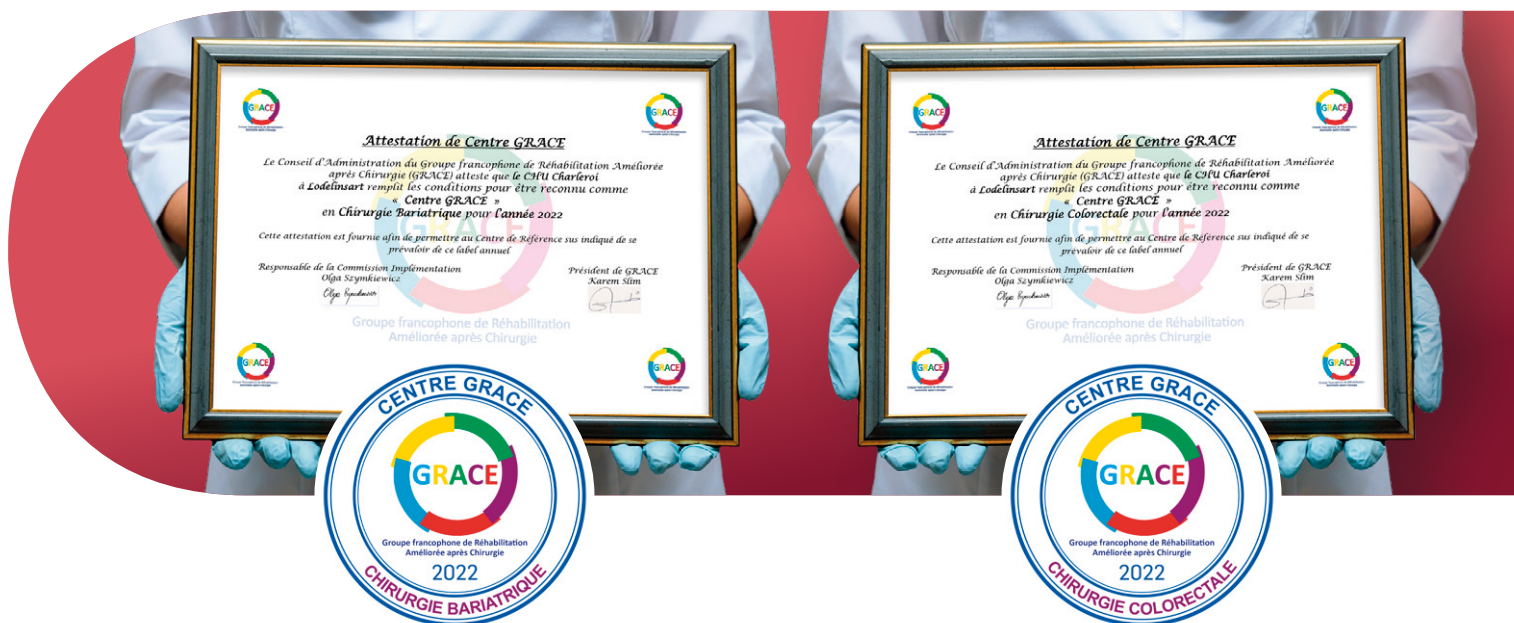 GRACE
GRACE
Attestation de Centre GRACE
Le Conseil d'Administration du Groupe francophone de Réhabilitation Améliorée
après Chirurgie (GRACE) atteste que le CHU Charleroi
à Lodelinsart remplit les conditions pour être reconnu comme
« Centre GRACE »
en Chirurgie Bariatrique pour l'année 2022
Cette attestation est fournie afin de permettre au Centre de Référence sus indiqué de se
prévaloir de ce label annuel
Responsable de la Commission Implémentation
Olga Szymkiewicz
Président de GRACE
Karem Slim
Groupe francophone de Réhabilitation
Améliorée après Chirurgie
GRACE
GRACE
CENTRE GRACE
GRACE
Groupe francophone de Réhabilitation
Améliorée après Chirurgie
2022
CHIRURGIE BARIATRIQUE
GRACE
GRACE
Attestation de Centre GRACE
Le Conseil d'Administration du Groupe francophone de Réhabilitation Améliorée
après Chirurgie (GRACE) atteste que le CHU Charleroi
à Lodelinsart remplit les conditions pour être reconnu comme
« Centre GRACE »
en Chirurgie Colorectale pour l'année 2022
Cette attestation est fournie afin de permettre au Centre de Référence sus indiqué de se
prévaloir de ce label annuel
Responsable de la Commission Implémentation
Olga Szymkiewicz
Président de GRACE
Karem Slim
Groupe francophone de Réhabilitation
Améliorée après Chirurgie
GRACE
GRACE
CENTRE GRACE
GRACE
Groupe francophone de Réhabilitation
Améliorée après Chirurgie
2022
CHIRURGIE COLORECTALE